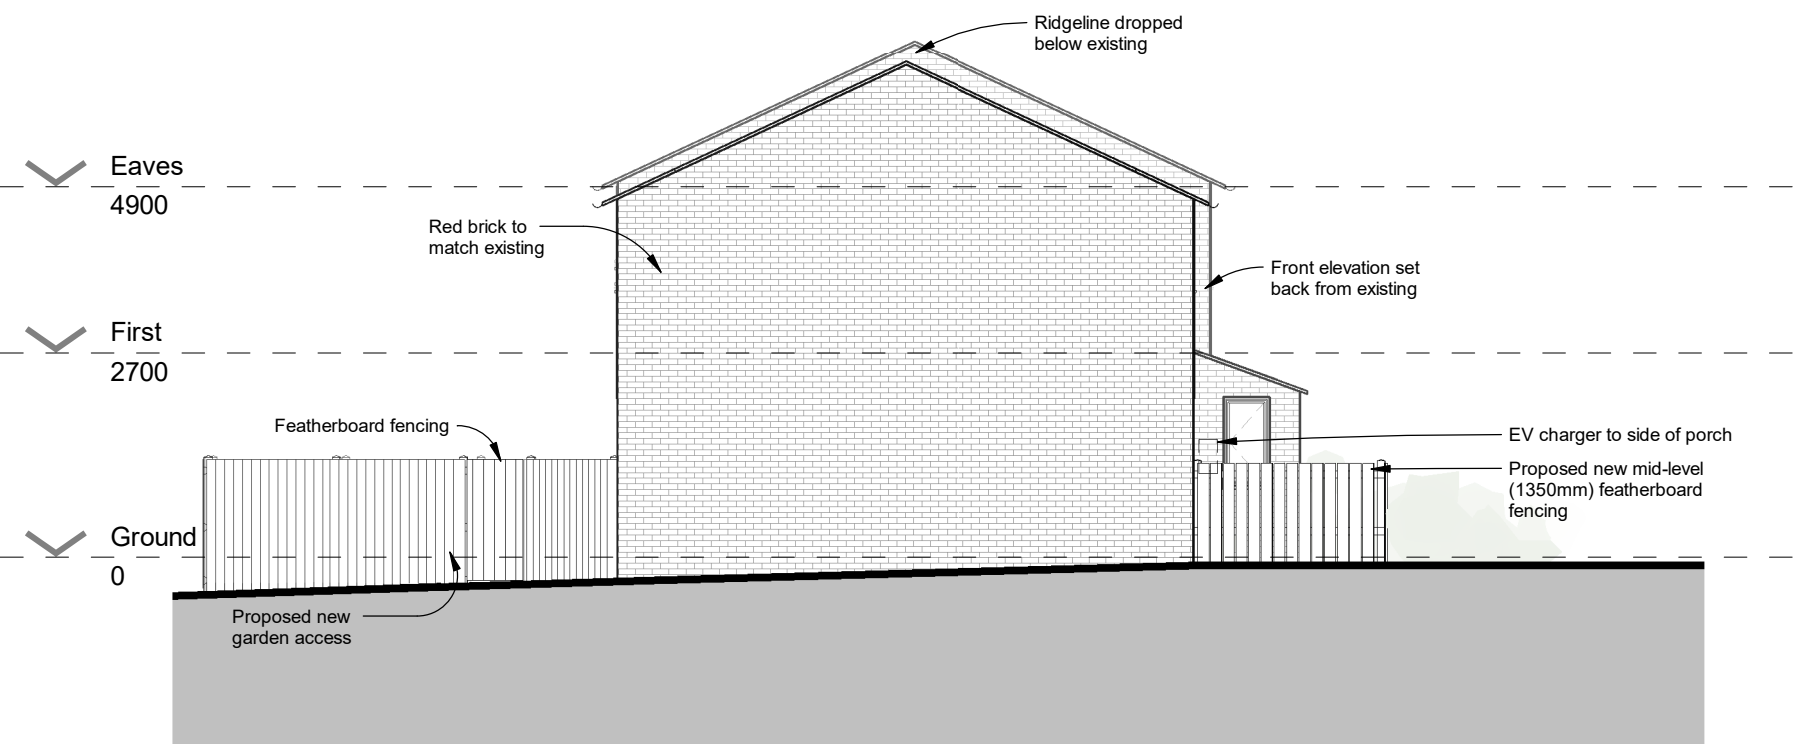 Ridgeline dropped
below existing
Eaves
4900
Red brick to
match existing
Front elevation set
back from existing
First
2700
Featherboard fencing
EV charger to side of porch
Proposed new mid-level
(1350mm) featherboard
fencing
Ground
0
Proposed new
garden access